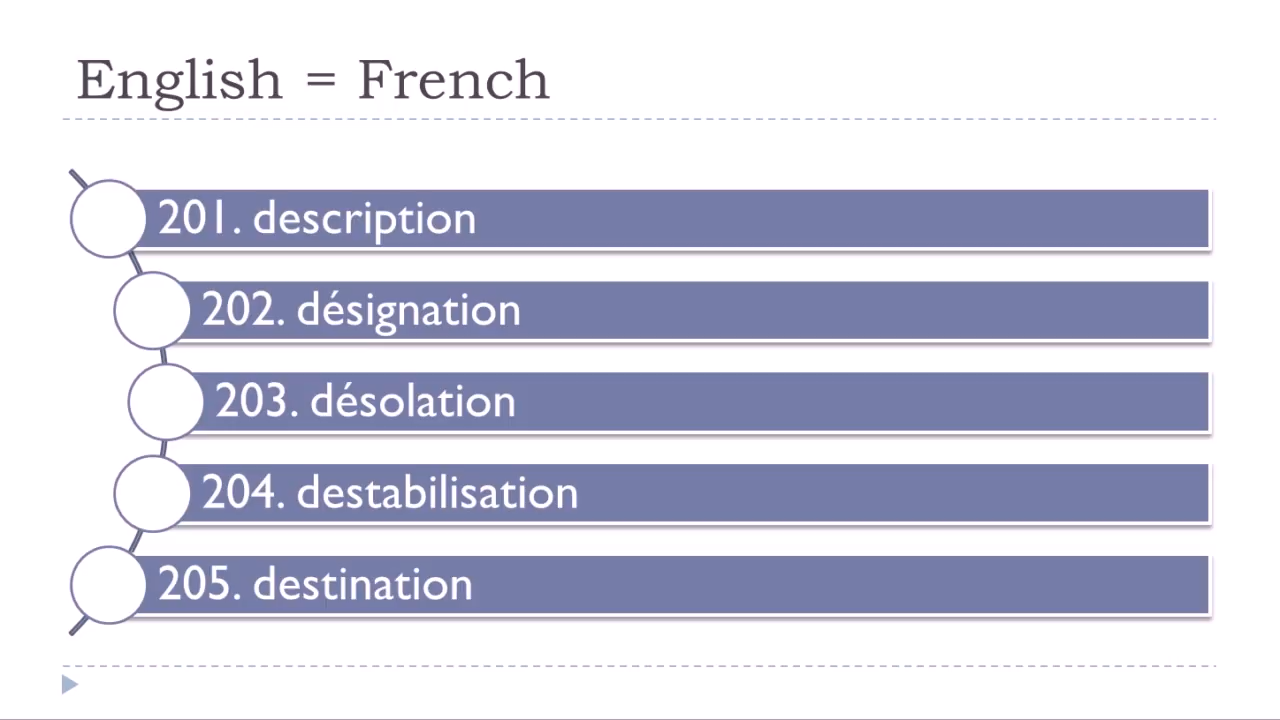 English = French
201. description
202. désignation
203. désolation
204. destabilisation
205. destination